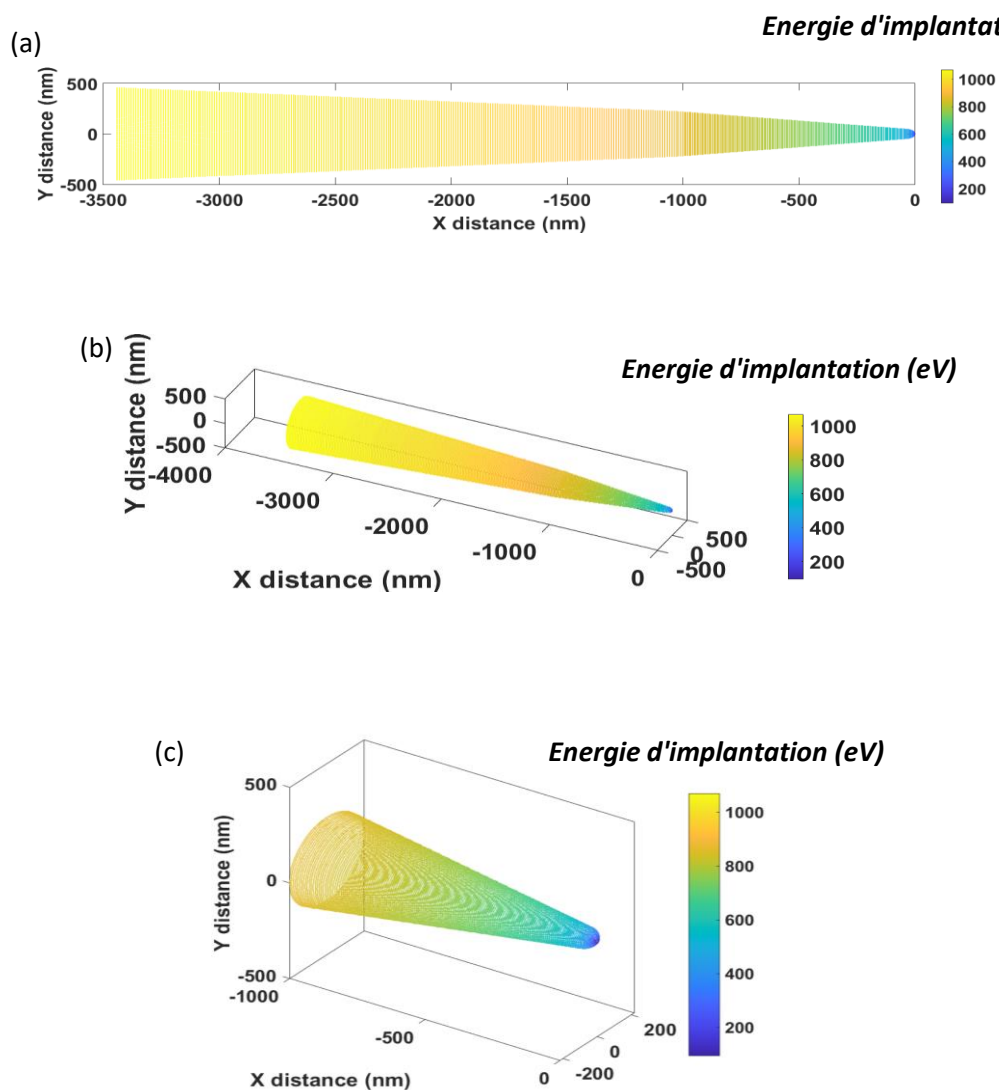 Energie d'implantat
(a)
Y distance (nm)
500
0
-500
-3500 -3000 -2500 -2000 -1500 -1000 -500 0
X distance (nm)
1000
800
600
400
200
(b)
Energie d'implantation (eV)
Y distance (nm)
500
0
-500
-4000
-3000
-2000
-1000
0
500
0
-500
X distance (nm)
1000
800
600
400
200
(c)
Energie d'implantation (eV)
Y distance (nm)
500
0
-500
-1000
-500
0
200
0
-200
X distance (nm)
1000
800
600
400
200